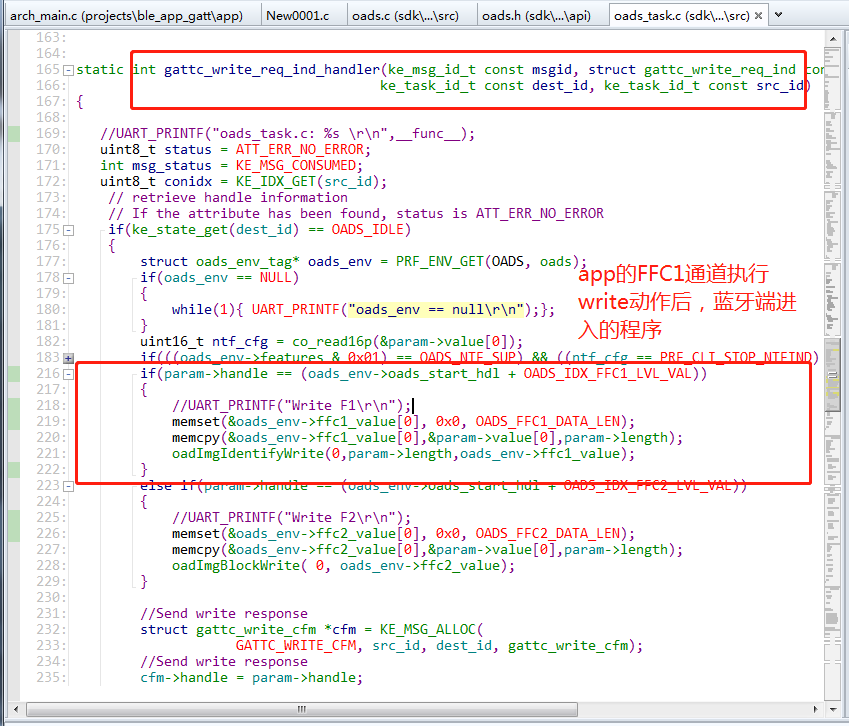 arch_main.c (projects\ble_app_gatt\app) New0001.c oads.c (sdk\...\src) oads.h (sdk\...\api) oads_task.c (sdk\...\src)
163:
164:
165: static int gattc_write_req_ind_handler(ke_msg_id_t const msgid, struct gattc_write_req_ind con
166: ke_task_id_t const dest_id, ke_task_id_t const src_id)
167: {
168:
169: //UART_PRINTF("oads_task.c: %s \r\n",__func__);
170: uint8_t status = ATT_ERR_NO_ERROR;
171: int msg_status = KE_MSG_CONSUMED;
172: uint8_t conidx = KE_IDX_GET(src_id);
173: // retrieve handle information
174: // If the attribute has been found, status is ATT_ERR_NO_ERROR
175: if(ke_state_get(dest_id) == OADS_IDLE)
176: {
177: struct oads_env_tag* oads_env = PRF_ENV_GET(OADS, oads);
178: if(oads_env == NULL)
179: {
180: while(1){ UART_PRINTF("oads_env == null\r\n");};
181: }
182: uint16_t ntf_cfg = co_read16p(&param->value[0]);
183: if(((oads_env->features & 0x01) == OADS_NTF_SUP) && ((ntf_cfg == PRF_CLI_STOP_NTFIND)
216: if(param->handle == (oads_env->oads_start_hdl + OADS_IDX_FFC1_LVL_VAL))
217: {
218: //UART_PRINTF("Write F1\r\n");
219: memset(&oads_env->ffc1_value[0], 0x0, OADS_FFC1_DATA_LEN);
220: memcpy(&oads_env->ffc1_value[0],&param->value[0],param->length);
221: oadImgIdentifyWrite(0,param->length,oads_env->ffc1_value);
222: }
223: else if(param->handle == (oads_env->oads_start_hdl + OADS_IDX_FFC2_LVL_VAL))
224: {
225: //UART_PRINTF("Write F2\r\n");
226: memset(&oads_env->ffc2_value[0], 0x0, OADS_FFC2_DATA_LEN);
227: memcpy(&oads_env->ffc2_value[0],&param->value[0],param->length);
228: oadImgBlockWrite( 0, oads_env->ffc2_value);
229: }
230:
231: //Send write response
232: struct gattc_write_cfm *cfm = KE_MSG_ALLOC(
233: GATTC_WRITE_CFM, src_id, dest_id, gattc_write_cfm);
234: //Send write response
235: cfm->handle = param->handle;
app的FFC1通道执行
write动作后，蓝牙端进
入的程序